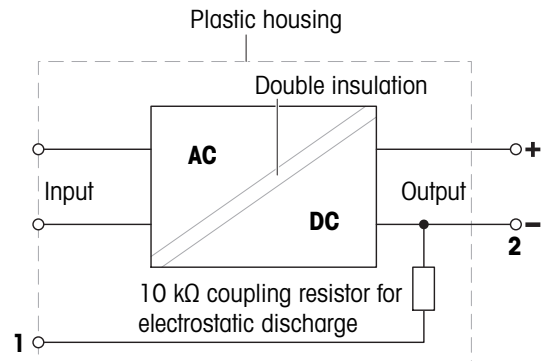 Plastic housing
Double insulation
AC
+
Input
Output
DC
−
2
10 kΩ coupling resistor for
electrostatic discharge
1